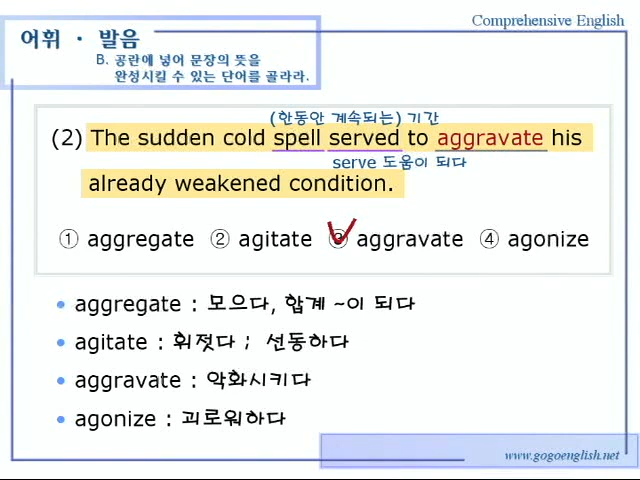 Comprehensive English
어휘 · 발음
B. 공란에 넣어 문장의 뜻을
완성시킬 수 있는 단어를 골라라.
(한동안 계속되는) 기간
(2) The sudden cold spell served to aggravate his
serve 도움이 되다
already weakened condition.
① aggregate ② agitate ③ aggravate ④ agonize
• aggregate : 모으다, 합계 ~이 되다
• agitate : 휘젓다 ; 선동하다
• aggravate : 악화시키다
• agonize : 괴로워하다
www.gogoenglish.net